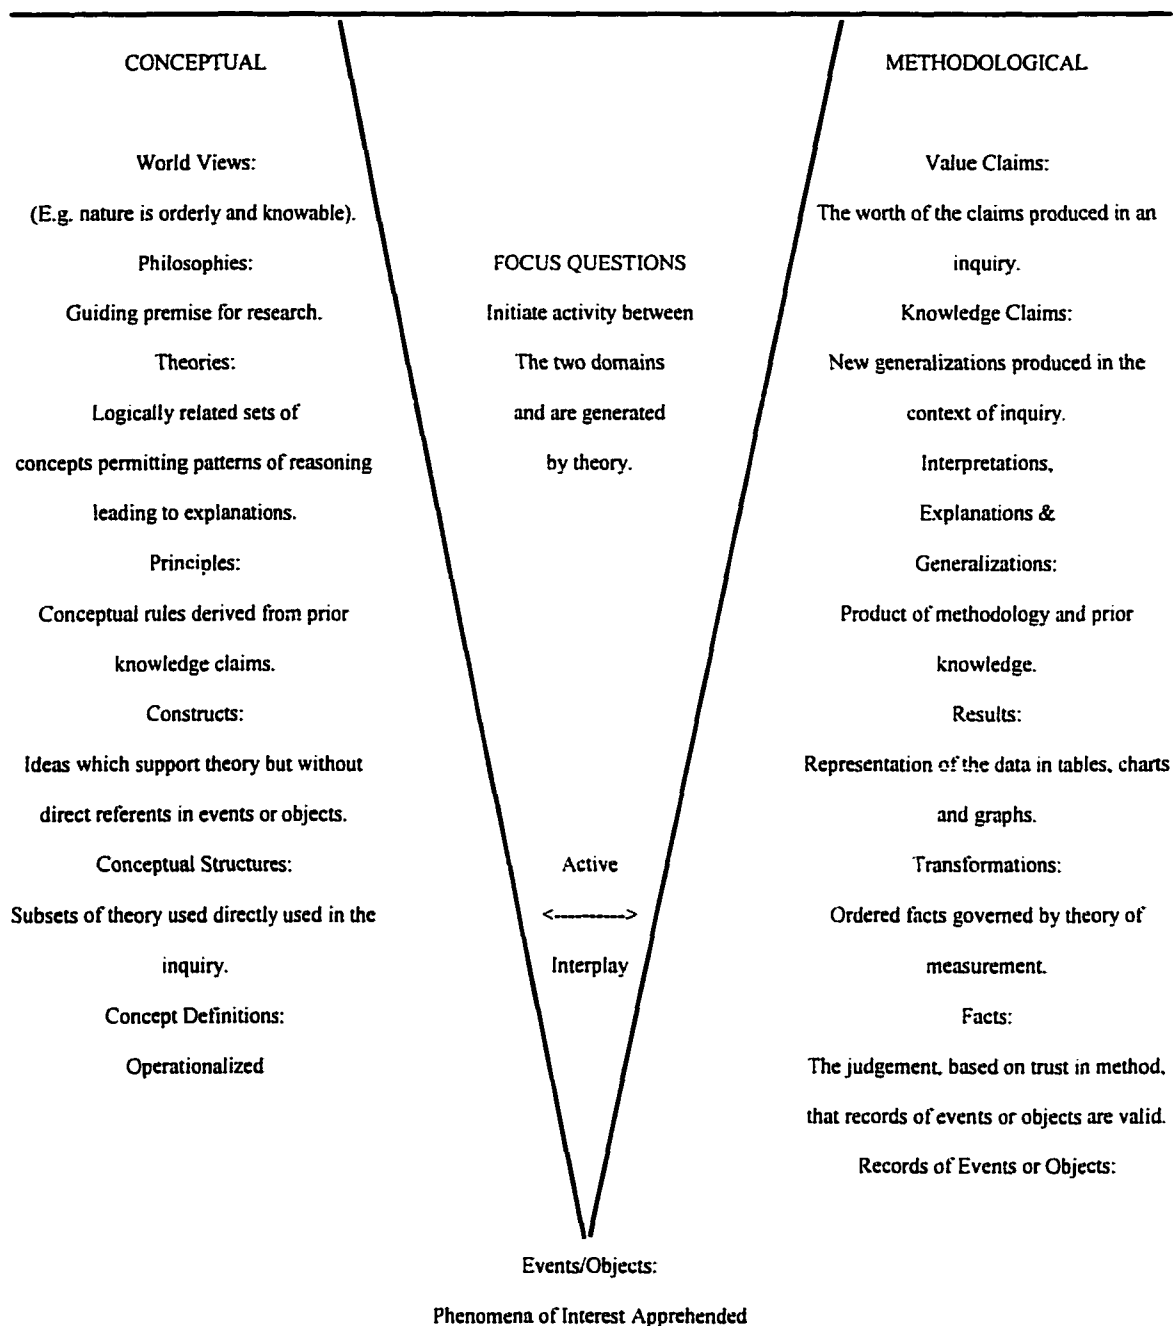 CONCEPTUAL
World Views:
(E.g. nature is orderly and knowable).
Philosophies:
Guiding premise for research.
Theories:
Logically related sets of
concepts permitting patterns of reasoning
leading to explanations.
Principles:
Conceptual rules derived from prior
knowledge claims.
Constructs:
Ideas which support theory but without
direct referents in events or objects.
Conceptual Structures:
Subsets of theory used directly used in the
inquiry.
Concept Definitions:
Operationalized
FOCUS QUESTIONS
Initiate activity between
The two domains
and are generated
by theory.
Active
<---------->
Interplay
METHODOLOGICAL
Value Claims:
The worth of the claims produced in an
inquiry.
Knowledge Claims:
New generalizations produced in the
context of inquiry.
Interpretations,
Explanations &
Generalizations:
Product of methodology and prior
knowledge.
Results:
Representation of the data in tables, charts
and graphs.
Transformations:
Ordered facts governed by theory of
measurement.
Facts:
The judgement, based on trust in method,
that records of events or objects are valid.
Records of Events or Objects:
Events/Objects:
Phenomena of Interest Apprehended